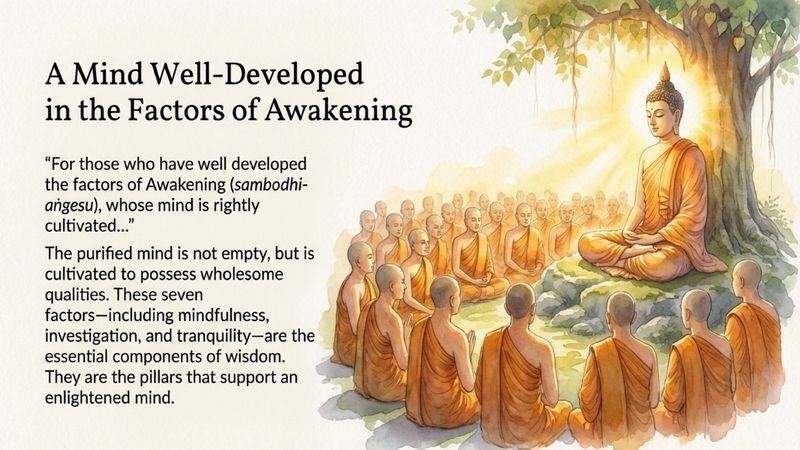 A Mind Well-Developed
in the Factors of Awakening
“For those who have well developed
the factors of Awakening (sambodhi-
aṅgesu), whose mind is rightly
cultivated...”
The purified mind is not empty, but is
cultivated to possess wholesome
qualities. These seven
factors—including mindfulness,
investigation, and tranquility—are the
essential components of wisdom.
They are the pillars that support an
enlightened mind.